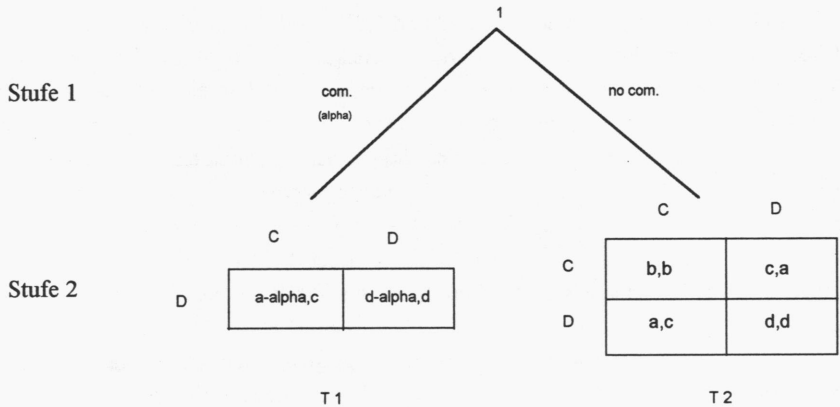 1
Stufe 1
com.
(alpha)
no com.
C D
C D
C b,b c,a
Stufe 2
D a-alpha,c d-alpha,d
D a,c d,d
T 1
T 2